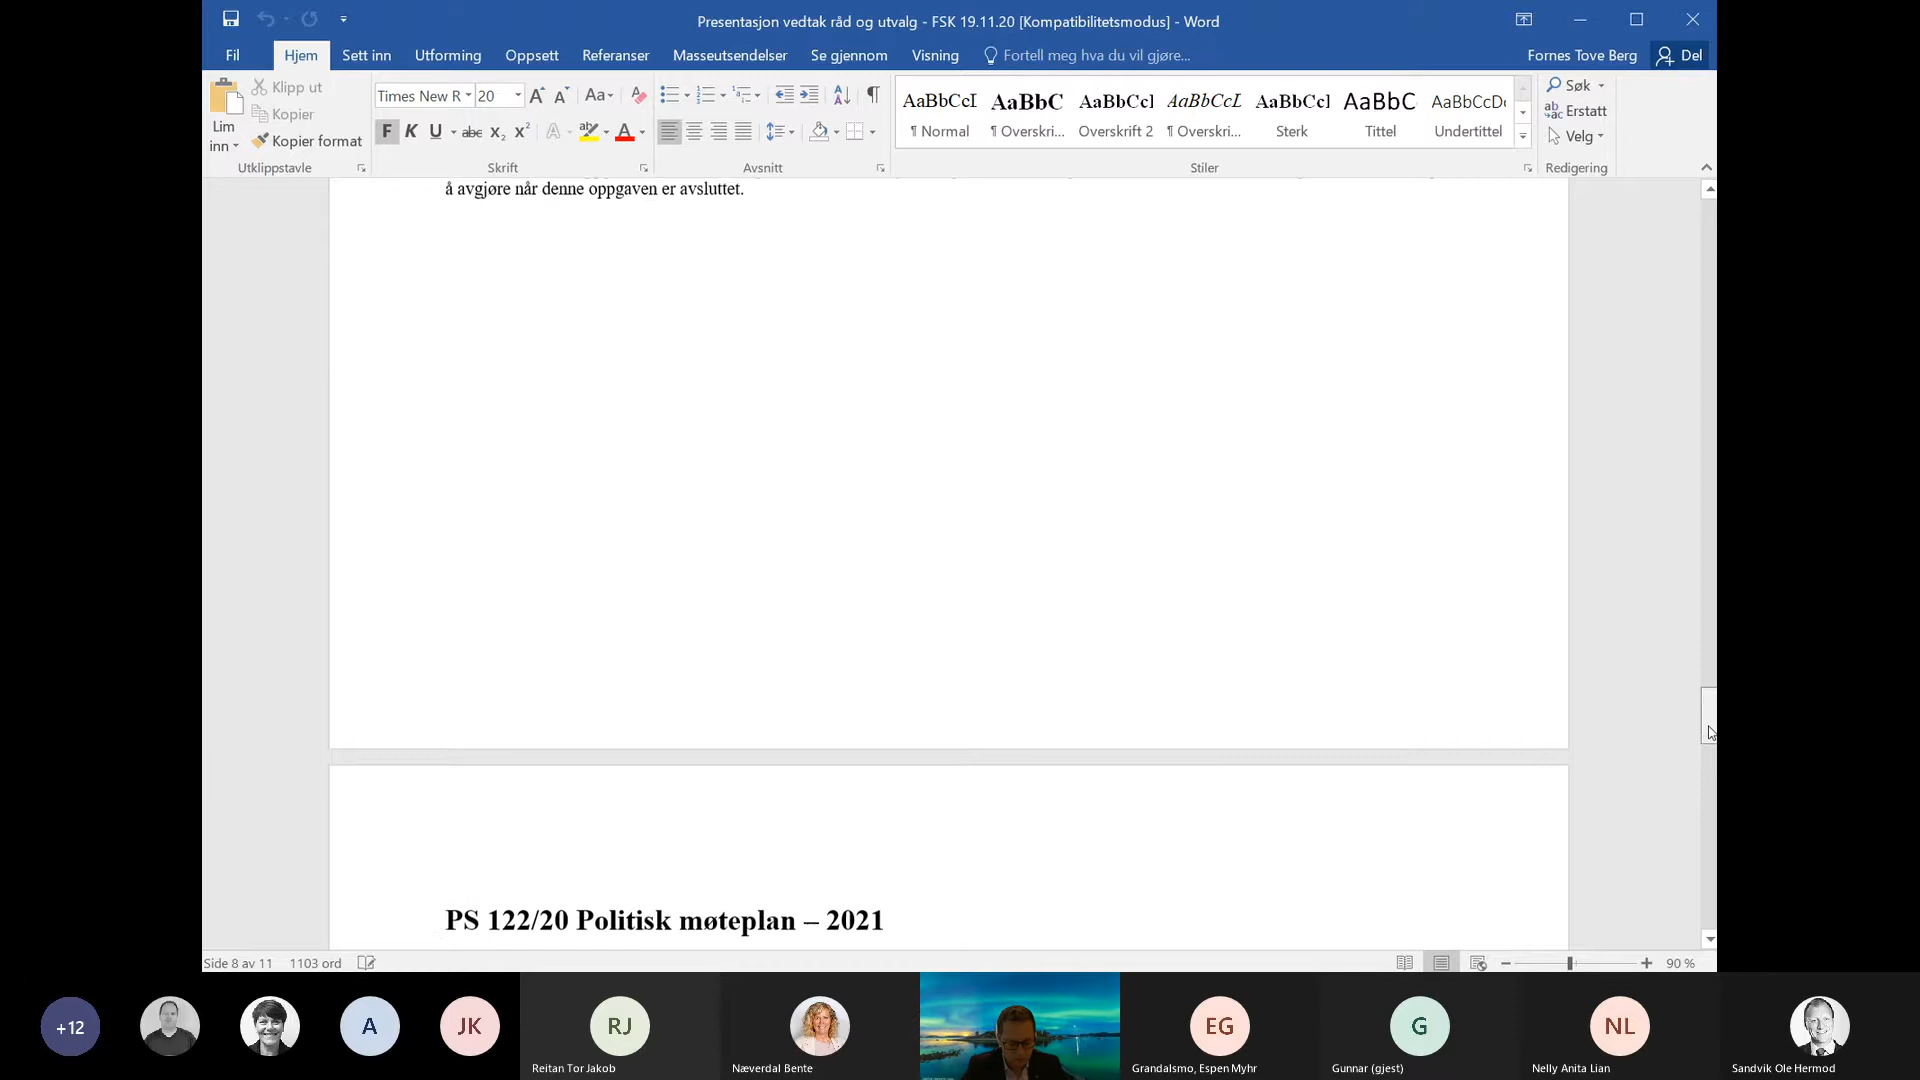 Presentasjon vedtak råd og utvalg - FSK 19.11.20 [Kompatibilitetsmodus] - Word
Fil Hjem Sett inn Utforming Oppsett Referanser Masseutsendelser Se gjennom Visning Fortell meg hva du vil gjøre... Fornes Tove Berg Del
Lim inn
Klipp ut
Kopier
Kopier format
Utklippstavle
Times New R 20
Aa
F K U abc x₂ x²
Skrift
Avsnitt
AaBbCcI AaBbC AaBbCcI AaBbCcL AaBbCcI AaBbC AaBbCcDc
¶ Normal ¶ Overskri... Overskrift 2 ¶ Overskri... Sterk Tittel Undertittel
Stiler
Søk
Erstatt
Velg
Redigering
å avgjøre når denne oppgaven er avsluttet.
PS 122/20 Politisk møteplan – 2021
Side 8 av 11 1103 ord 90 %
+12 A JK RJ EG G NL
Reitan Tor Jakob Næverdal Bente Grandalsmo, Espen Myhr Gunnar (gjest) Nelly Anita Lian Sandvik Ole Hermod